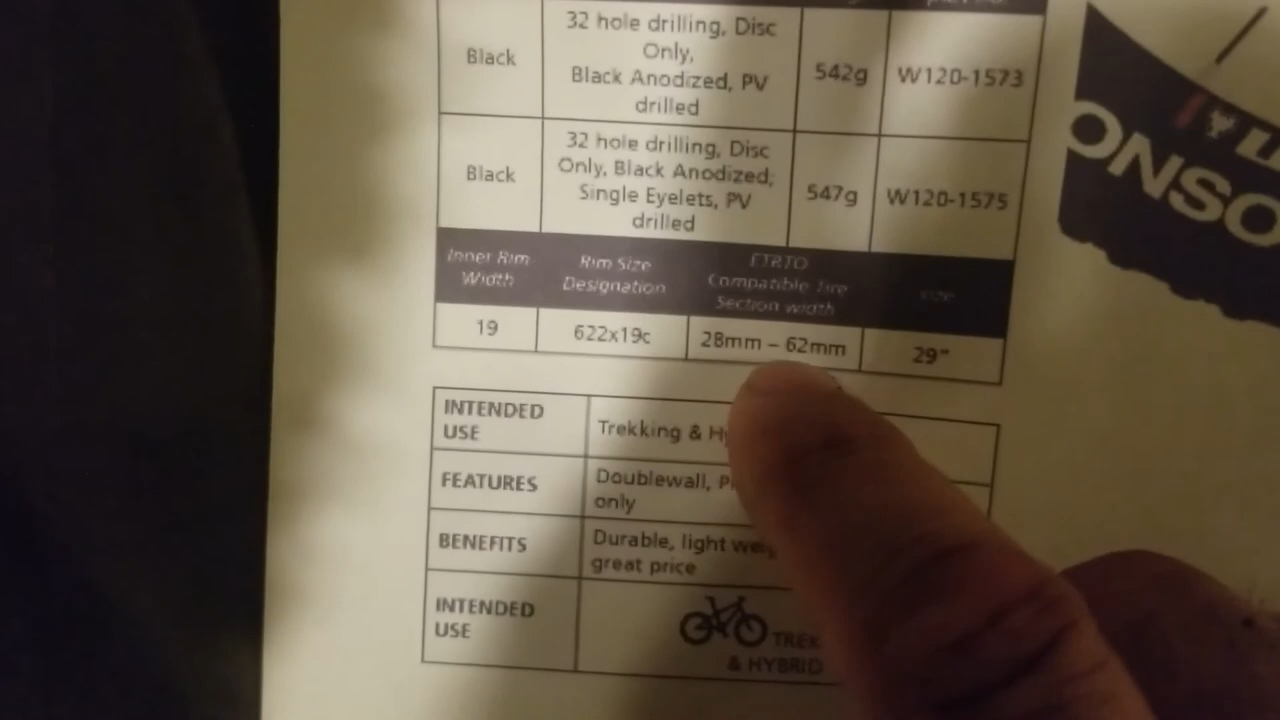 Black
32 hole drilling, Disc
Only,
Black Anodized, PV
drilled
542g
W120-1573
Black
32 hole drilling, Disc
Only, Black Anodized;
Single Eyelets, PV
drilled
547g
W120-1575
Inner Rim
Width
Rim Size
Designation
ETRTO
Compatible Tire
Section width
size
19
622x19c
28mm – 62mm
29"
INTENDED
USE
Trekking &
FEATURES
Doublewall,
only
BENEFITS
Durable, light
great price
INTENDED
USE
TREK
& HYBRID
ONSO